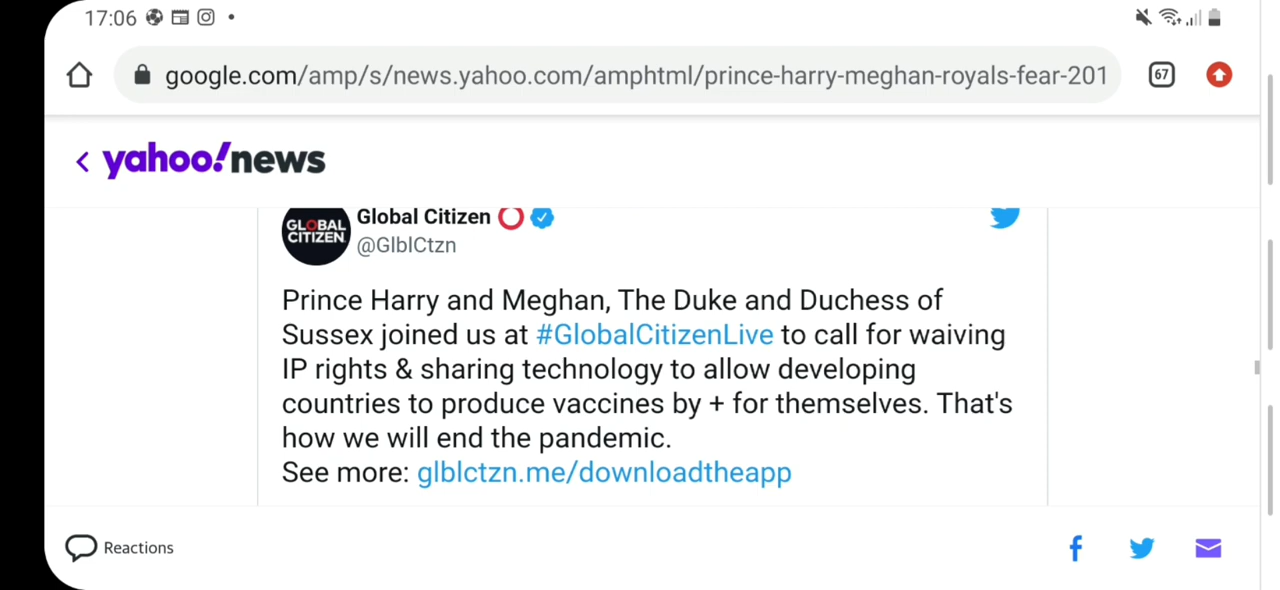 17:06
google.com/amp/s/news.yahoo.com/amphtml/prince-harry-meghan-royals-fear-201
67
yahoo!news
GLOBAL
CITIZEN
Global Citizen
@GlblCtzn
Prince Harry and Meghan, The Duke and Duchess of
Sussex joined us at #GlobalCitizenLive to call for waiving
IP rights & sharing technology to allow developing
countries to produce vaccines by + for themselves. That's
how we will end the pandemic.
See more: glblctzn.me/downloadtheapp
Reactions